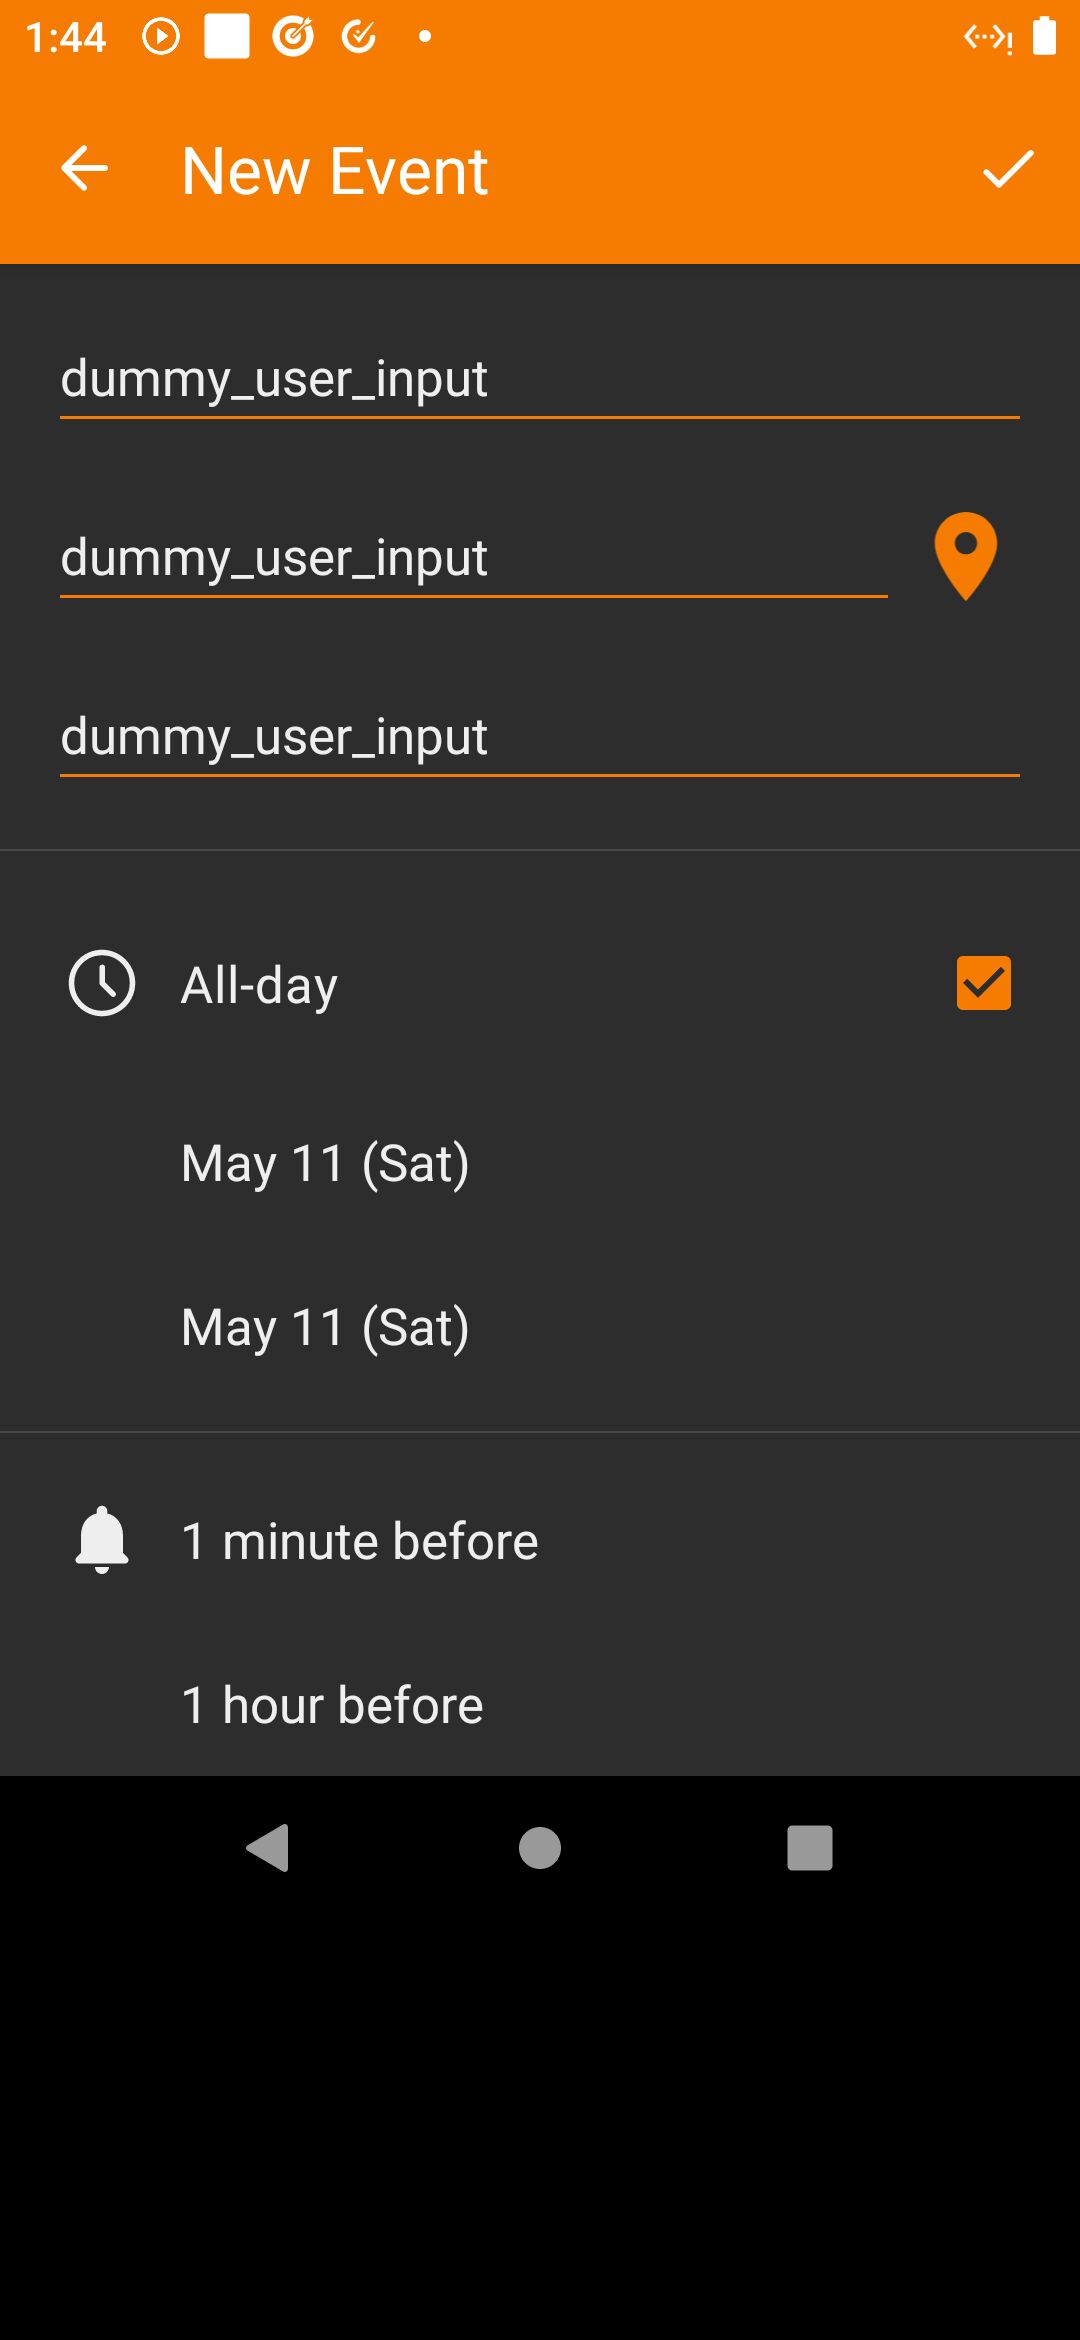 1:44
New Event
dummy_user_input
dummy_user_input
dummy_user_input
All-day
May 11 (Sat)
May 11 (Sat)
1 minute before
1 hour before